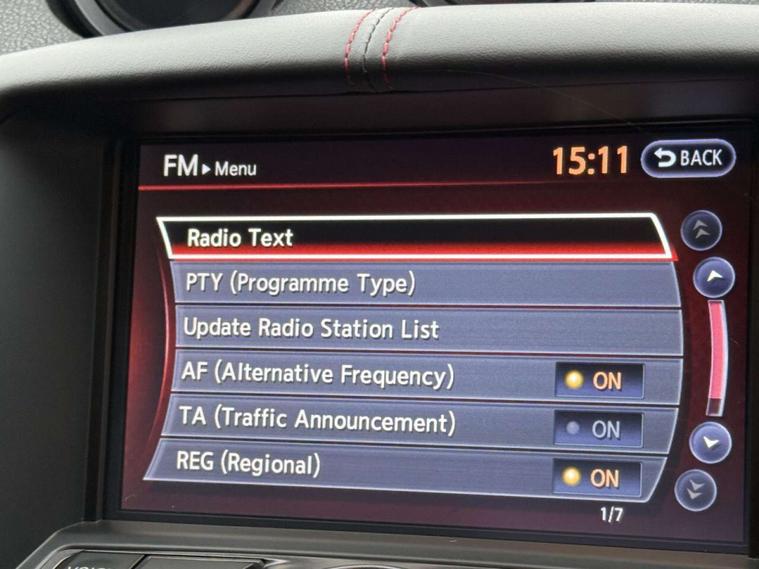 FM ▸ Menu 15:11 BACK
Radio Text
PTY (Programme Type)
Update Radio Station List
AF (Alternative Frequency) ON
TA (Traffic Announcement) ON
REG (Regional) ON
1/7